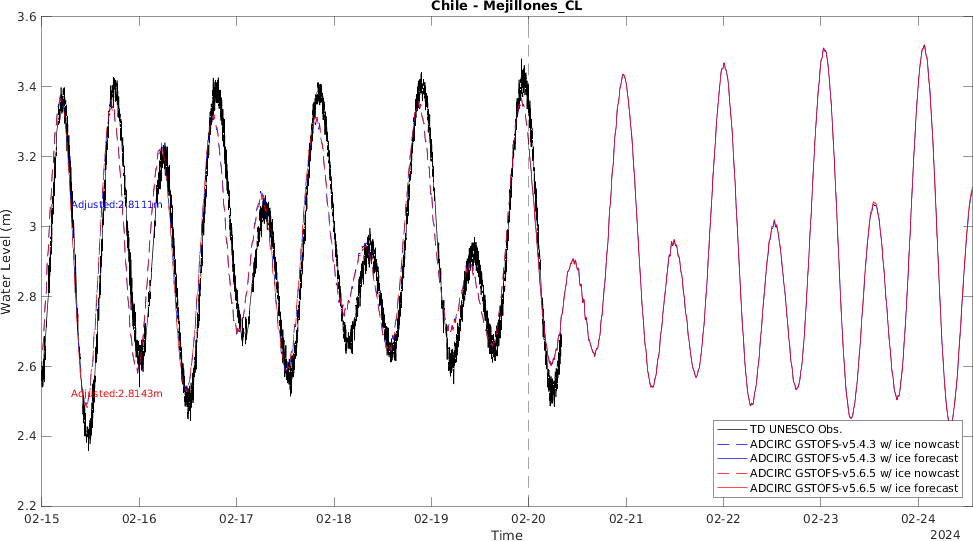 Chile - Mejillones_CL
3.6
3.4
3.2
3
2.8
2.6
2.4
2.2
Water Level (m)
Adjusted:2.8111m
Adjusted:2.8143m
TD UNESCO Obs.
ADCIRC GSTOFS-v5.4.3 w/ ice nowcast
ADCIRC GSTOFS-v5.4.3 w/ ice forecast
ADCIRC GSTOFS-v5.6.5 w/ ice nowcast
ADCIRC GSTOFS-v5.6.5 w/ ice forecast
02-15 02-16 02-17 02-18 02-19 02-20 02-21 02-22 02-23 02-24
Time
2024